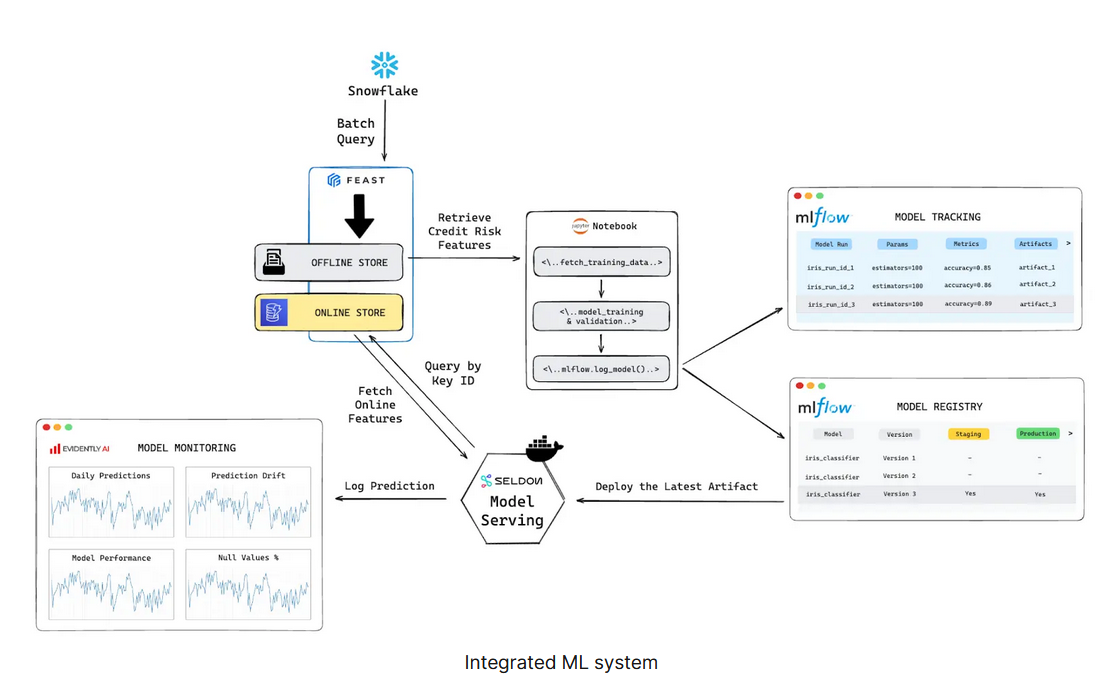 Snowflake
Batch
Query
FEAST
OFFLINE STORE
ONLINE STORE
Retrieve
Credit Risk
Features
jupyter Notebook
<\..fetch_training_data..>
<\..model_training
& validation..>
<\..mlflow.log_model()..>
mlflow MODEL TRACKING
Model Run Params Metrics Artifacts >
iris_run_id_1 estimators=100 accuracy=0.85 artifact_1
iris_run_id_2 estimators=100 accuracy=0.86 artifact_2
iris_run_id_3 estimators=100 accuracy=0.89 artifact_3
mlflow MODEL REGISTRY
Model Version Staging Production >
iris_classifier Version 1 – –
iris_classifier Version 2 – –
iris_classifier Version 3 Yes Yes
Query by
Key ID
Fetch
Online
Features
Deploy the Latest Artifact
SELDON
Model
Serving
Log Prediction
EVIDENTLY AI MODEL MONITORING
Daily Predictions Prediction Drift
Model Performance Null Values %
Integrated ML system